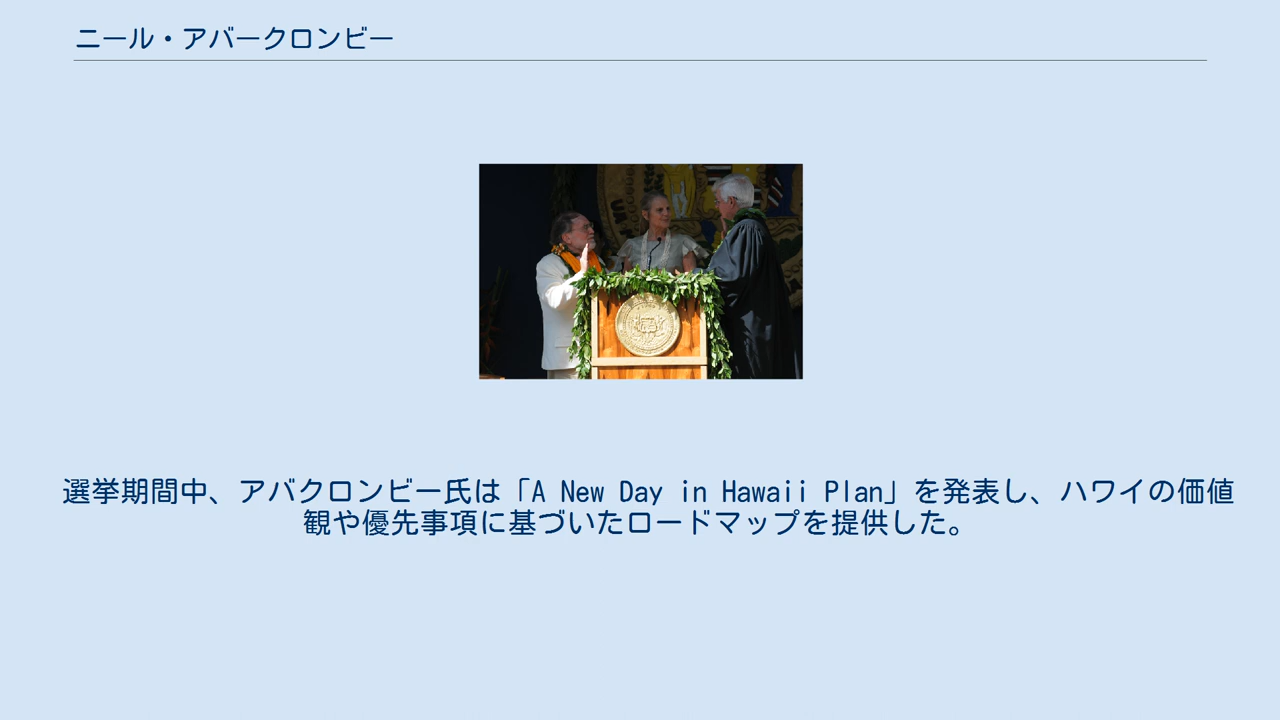 ニール・アバークロンビー
選挙期間中、アバクロンビー氏は「A New Day in Hawaii Plan」を発表し、ハワイの価値
観や優先事項に基づいたロードマップを提供した。